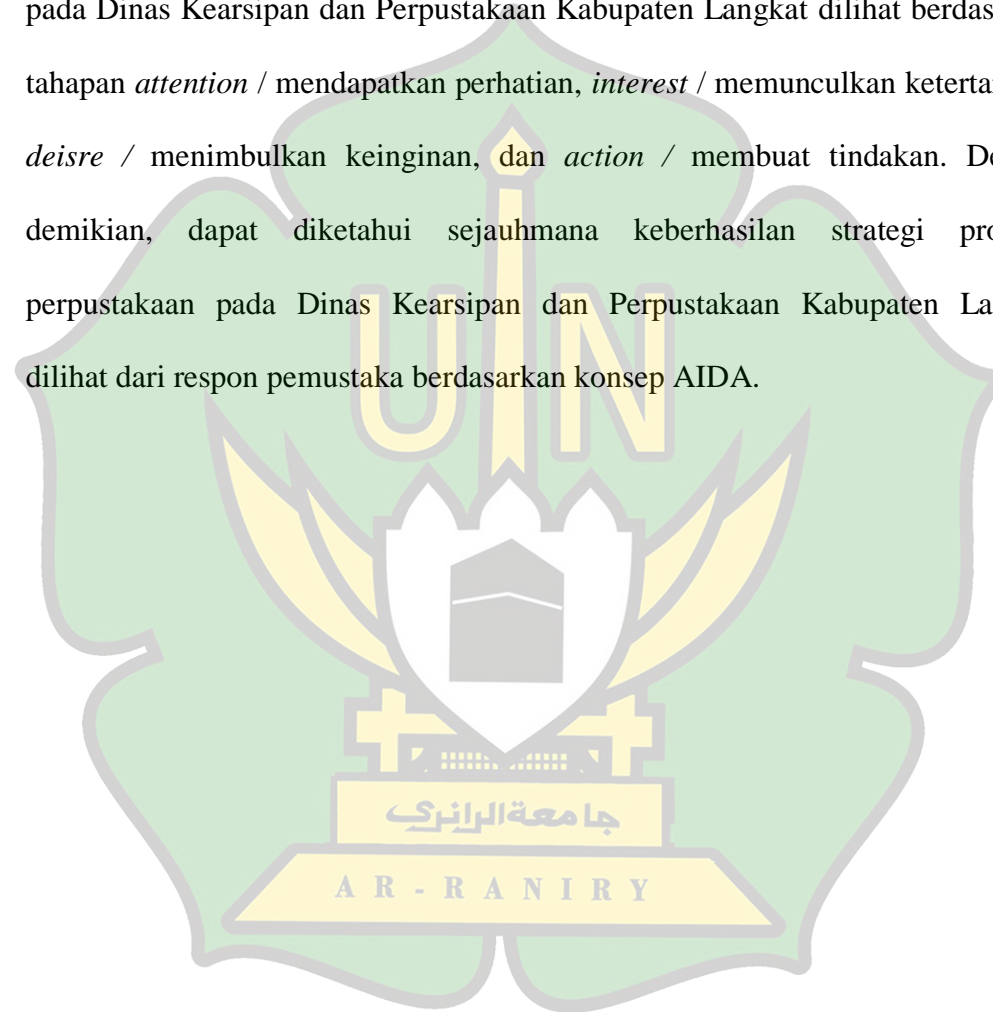 pada Dinas Kearsipan dan Perpustakaan Kabupaten Langkat dilihat
tahapan attention / mendapatkan perhatian, interest / memunculkan
deisre / menimbulkan keinginan, dan action / membuat tindakan.
demikian, dapat diketahui sejauhmana keberhasilan strategi
perpustakaan pada Dinas Kearsipan dan Perpustakaan Kabupaten
dilihat dari respon pemustaka berdasarkan konsep AIDA.
UIN
جامعةالرانري
AR-RANIRY